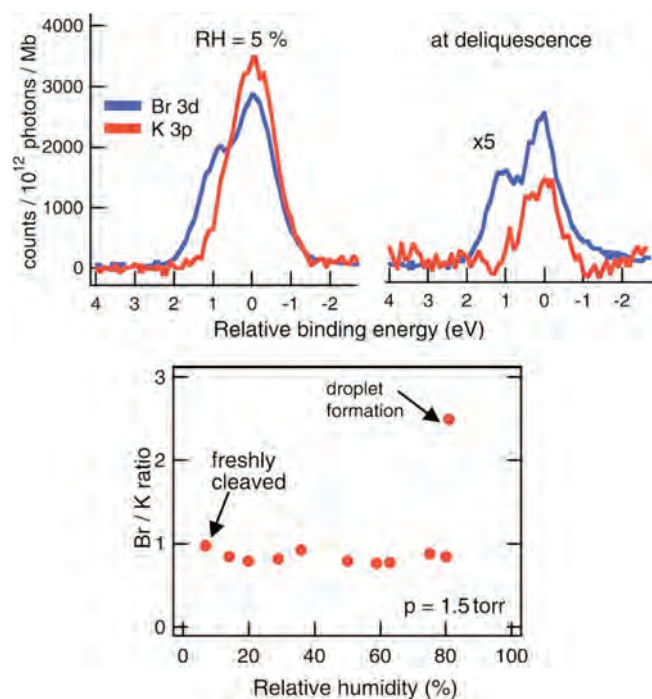 4000
3000
2000
1000
0
counts / 10¹² photons / Mb
RH = 5 %
Br 3d
K 3p
4 3 2 1 0 -1 -2
at deliquescence
x5
4 3 2 1 0 -1 -2
Relative binding energy (eV)
3
2
1
0
Br / K ratio
droplet
formation
freshly
cleaved
p = 1.5 torr
0 20 40 60 80 100
Relative humidity (%)